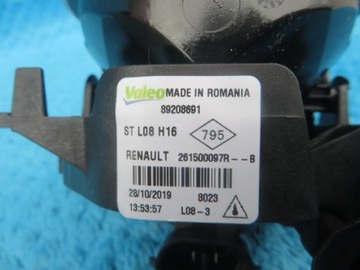 Valeo MADE IN ROMANIA
89208691
ST L08 H16 795
RENAULT 261500097R--B
29/10/2019 8023
13:53:57 L08-3